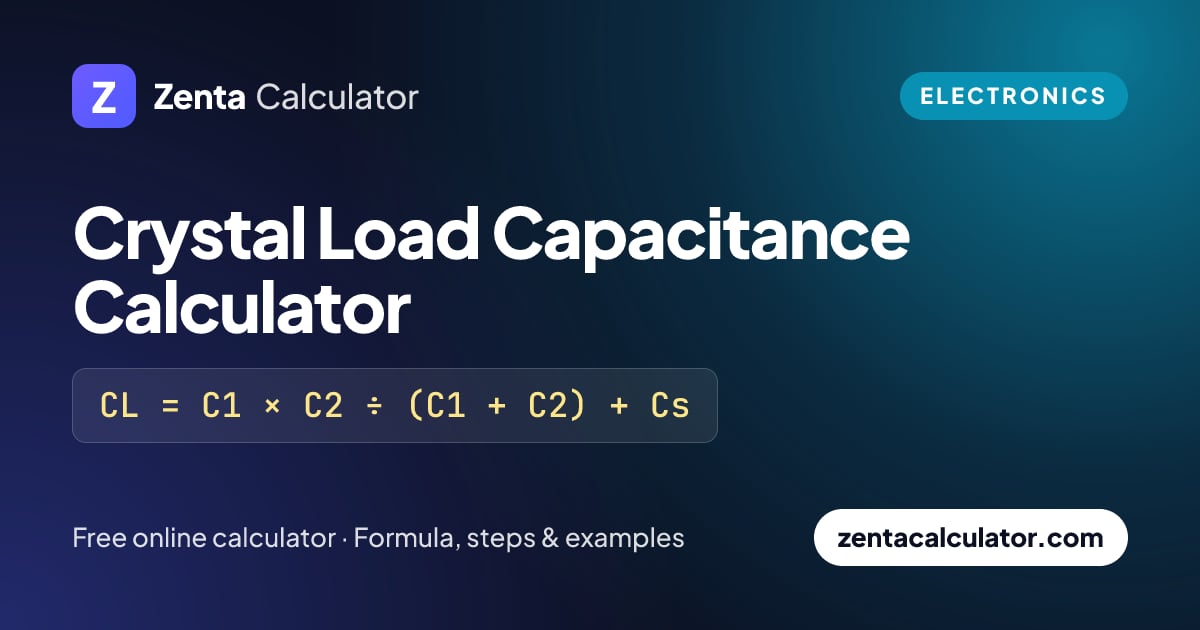 Z Zenta Calculator
ELECTRONICS
Crystal Load Capacitance
Calculator
CL = C1 × C2 ÷ (C1 + C2) + Cs
Free online calculator · Formula, steps & examples
zentacalculator.com